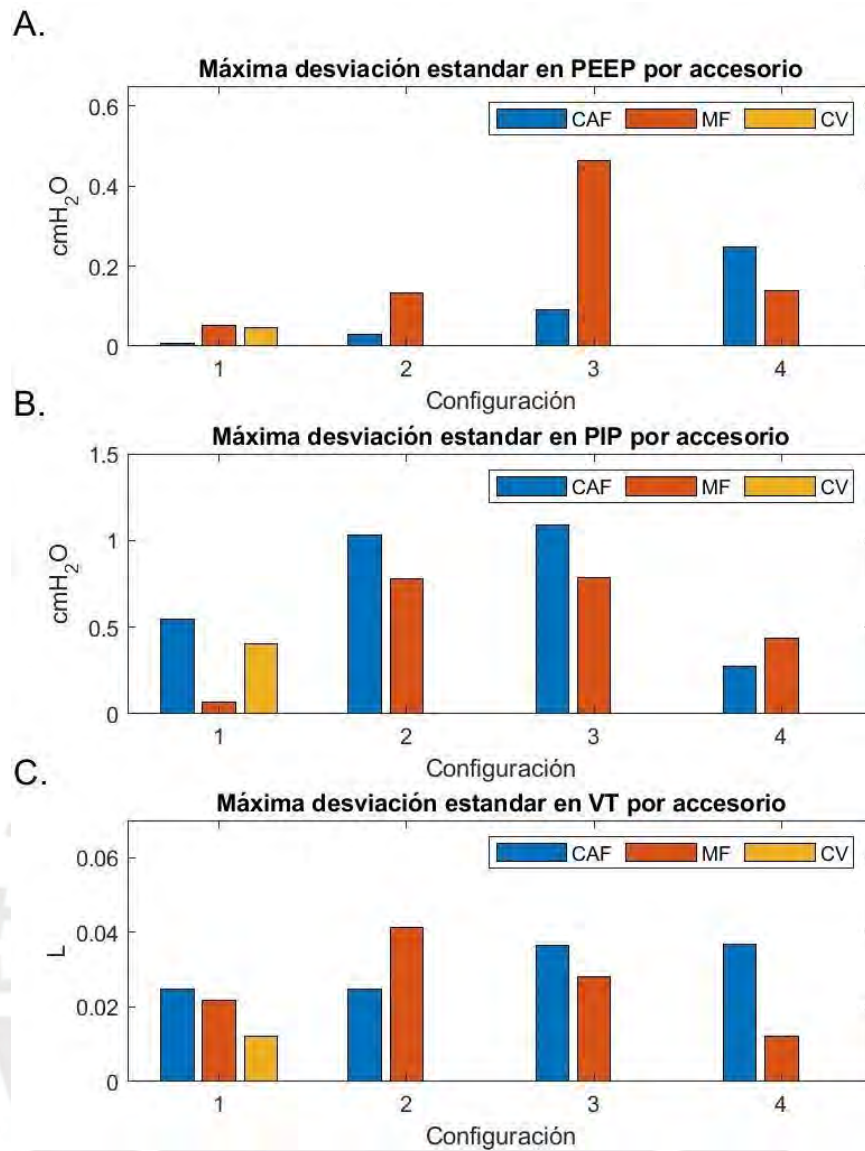 A.
Máxima desviación estandar en PEEP por accesorio
CAF MF CV
0.6
0.4
0.2
0
cmH2O
1 2 3 4
Configuración
B.
Máxima desviación estandar en PIP por accesorio
CAF MF CV
1.5
1
0.5
0
cmH2O
1 2 3 4
Configuración
C.
Máxima desviación estandar en VT por accesorio
CAF MF CV
0.06
0.04
0.02
0
L
1 2 3 4
Configuración